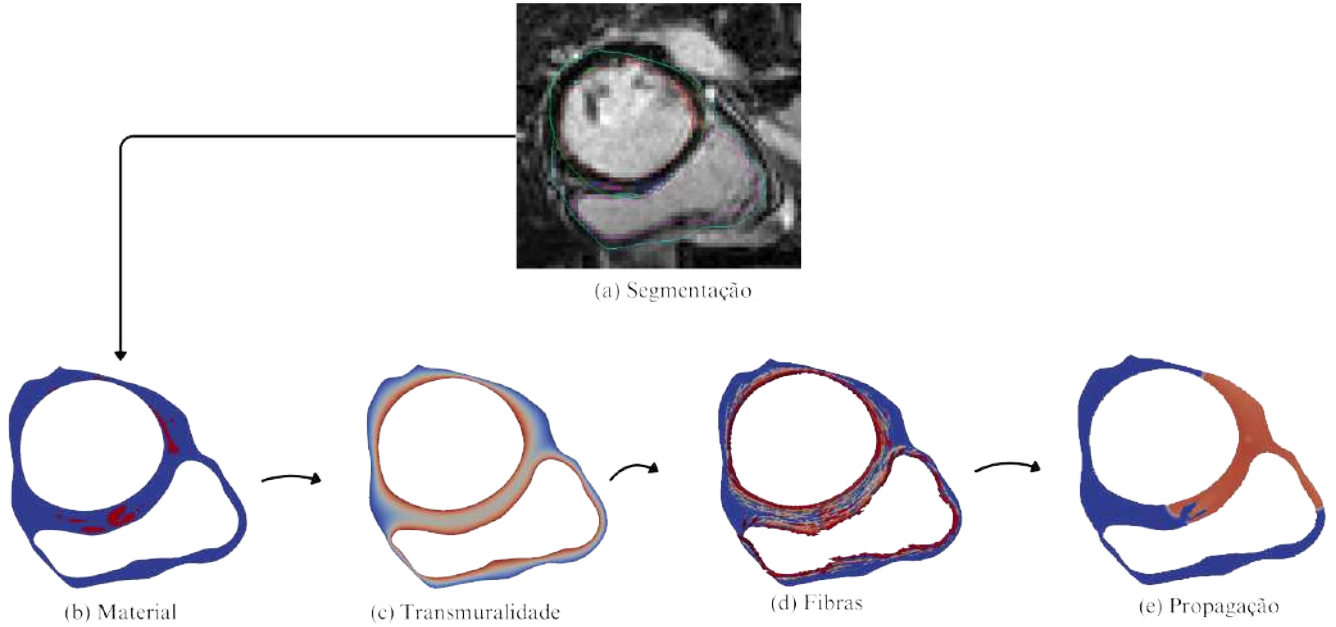 (a) Segmentação
(b) Material
(c) Transmuralidade
(d) Fibras
(e) Propagação